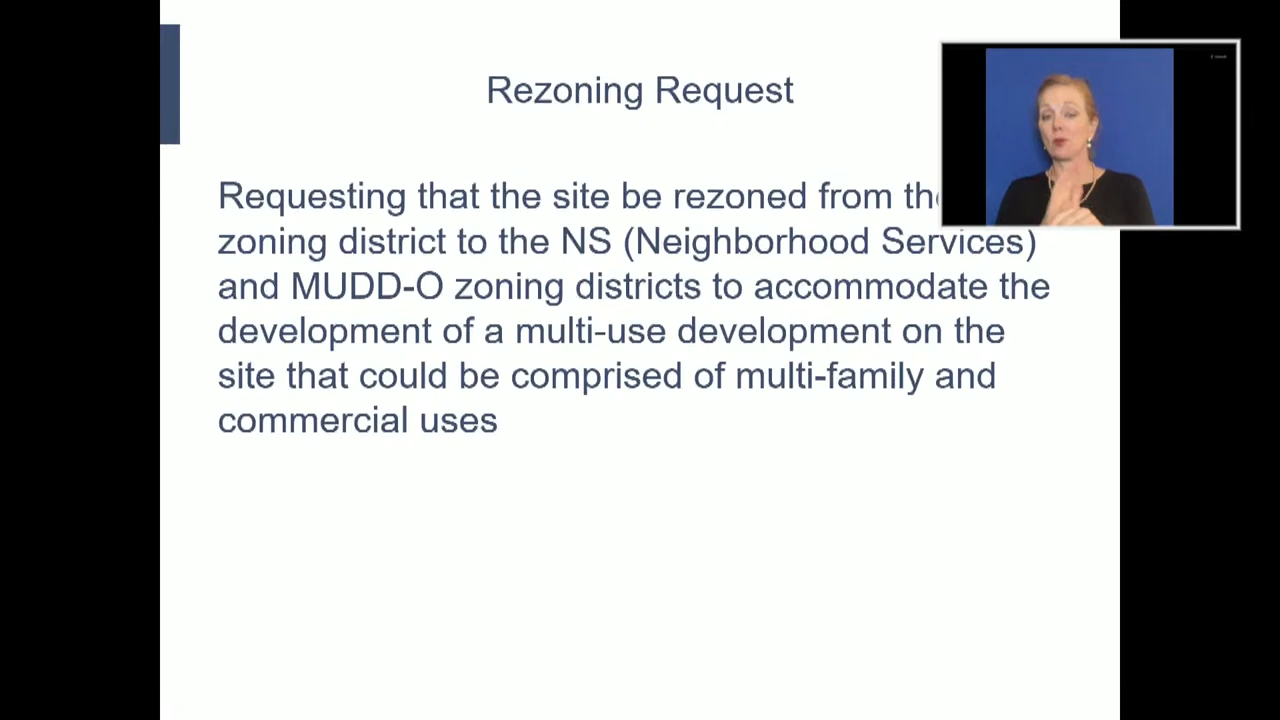 Rezoning Request
Requesting that the site be rezoned from the
zoning district to the NS (Neighborhood Services)
and MUDD-O zoning districts to accommodate the
development of a multi-use development on the
site that could be comprised of multi-family and
commercial uses